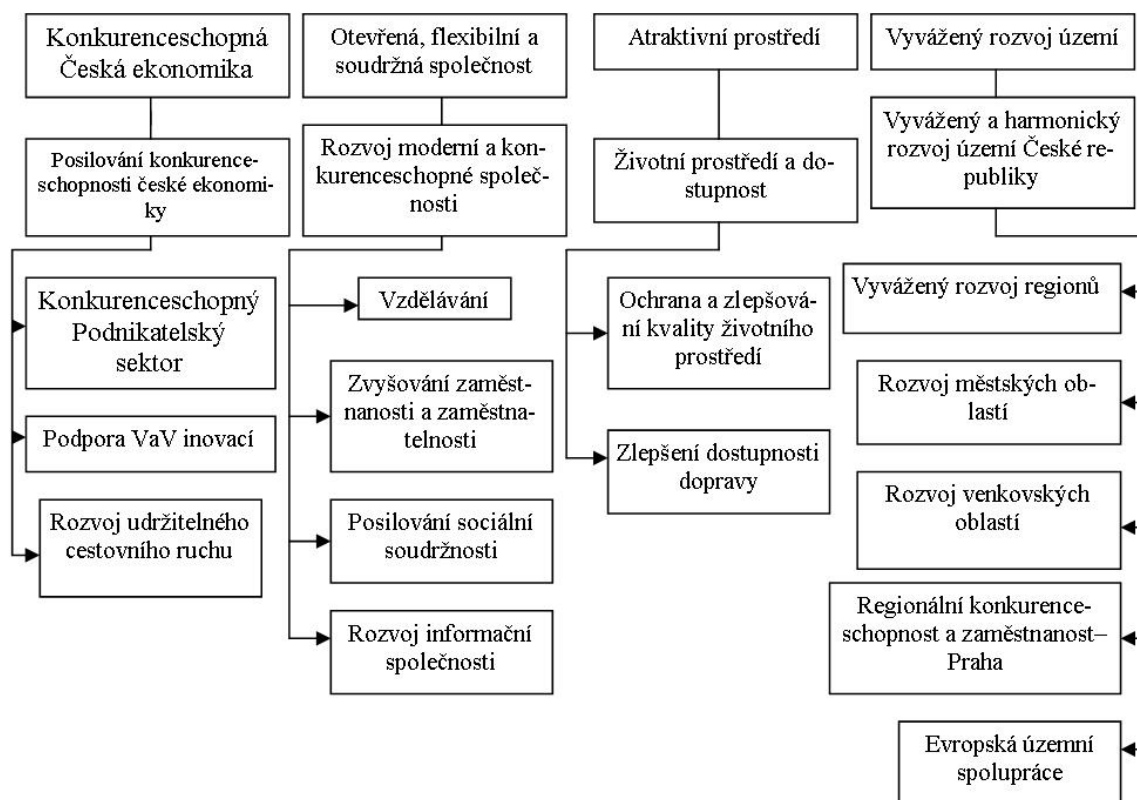 Konkurenceschopná
Česká ekonomika
Otevřená, flexibilní a
soudržná společnost
Atraktivní prostředí
Vyvážený rozvoj území
Posilování konkurence-
schopnosti české ekonomi-
ky
Rozvoj moderní a kon-
kurenceschopné společ-
nosti
Životní prostředí a do-
stupnost
Vyvážený a harmonický
rozvoj území České re-
publiky
Konkurenceschopný
Podnikatelský
sektor
Podpora VaV inovací
Rozvoj udržitelného
cestovního ruchu
Vzdělávání
Zvyšování zaměst-
nanosti a zaměstna-
telnosti
Posilování sociální
soudržnosti
Rozvoj informační
společnosti
Ochrana a zlepšová-
ání kvality životního
prostředí
Zlepšení dostupnosti
dopravy
Vyvážený rozvoj regionů
Rozvoj městských ob-
lastí
Rozvoj venkovských
oblastí
Regionální konkurence-
schopnost a zaměstnanost–
Praha
Evropská územní
spolupráce